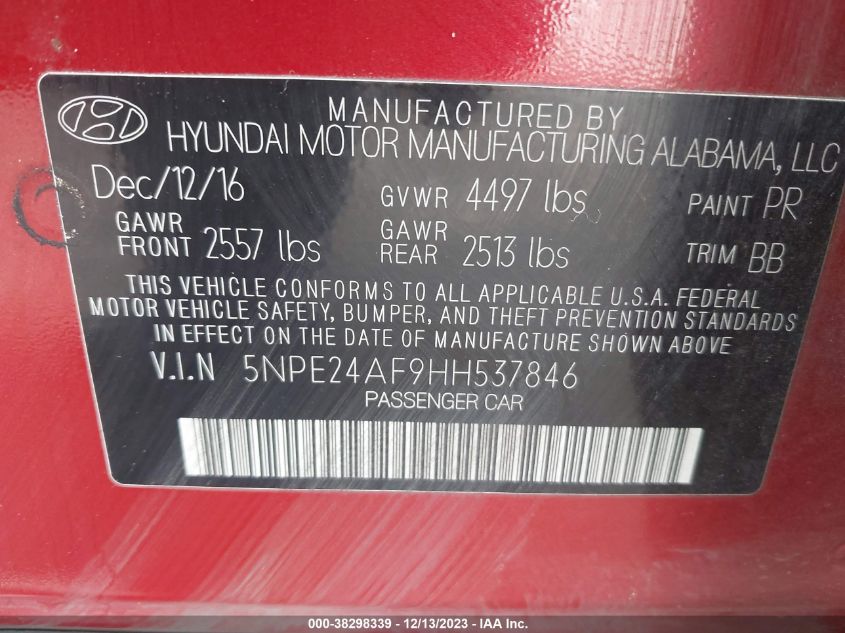 MANUFACTURED BY
HYUNDAI MOTOR MANUFACTURING ALABAMA, LLC
Dec/12/16 GVWR 4497 lbs PAINT PR
GAWR FRONT 2557 lbs GAWR REAR 2513 lbs TRIM BB
THIS VEHICLE CONFORMS TO ALL APPLICABLE U.S.A. FEDERAL
MOTOR VEHICLE SAFETY, BUMPER, AND THEFT PREVENTION STANDARDS
IN EFFECT ON THE DATE OF MANUFACTURE SHOWN ABOVE.
V.I.N 5NPE24AF9HH537846
PASSENGER CAR
000-38298339 - 12/13/2023 - IAA Inc.